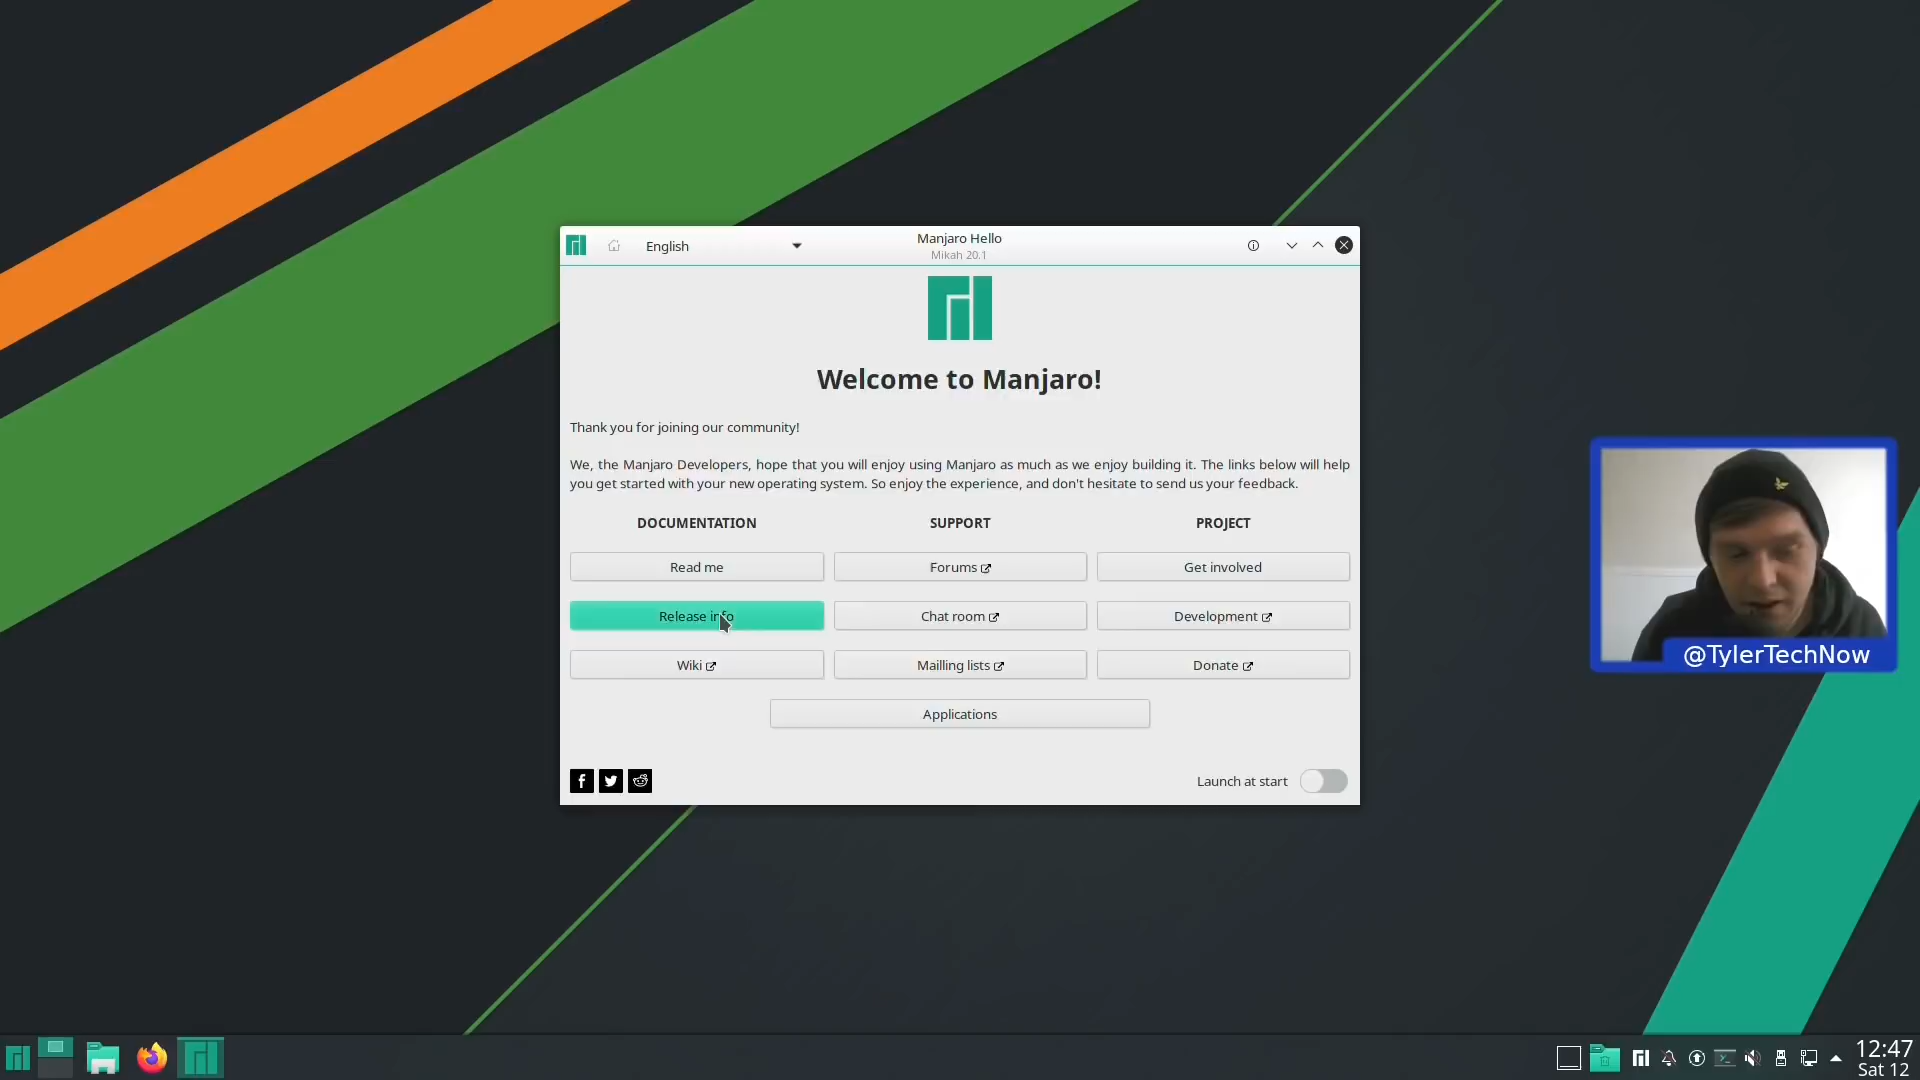 English
Manjaro Hello
Mikah 20.1
Welcome to Manjaro!
Thank you for joining our community!
We, the Manjaro Developers, hope that you will enjoy using Manjaro as much as we enjoy building it. The links below will help
you get started with your new operating system. So enjoy the experience, and don't hesitate to send us your feedback.
DOCUMENTATION
SUPPORT
PROJECT
Read me
Forums
Get involved
Release info
Chat room
Development
Wiki
Mailling lists
Donate
Applications
Launch at start
@TylerTechNow
12:47
Sat 12